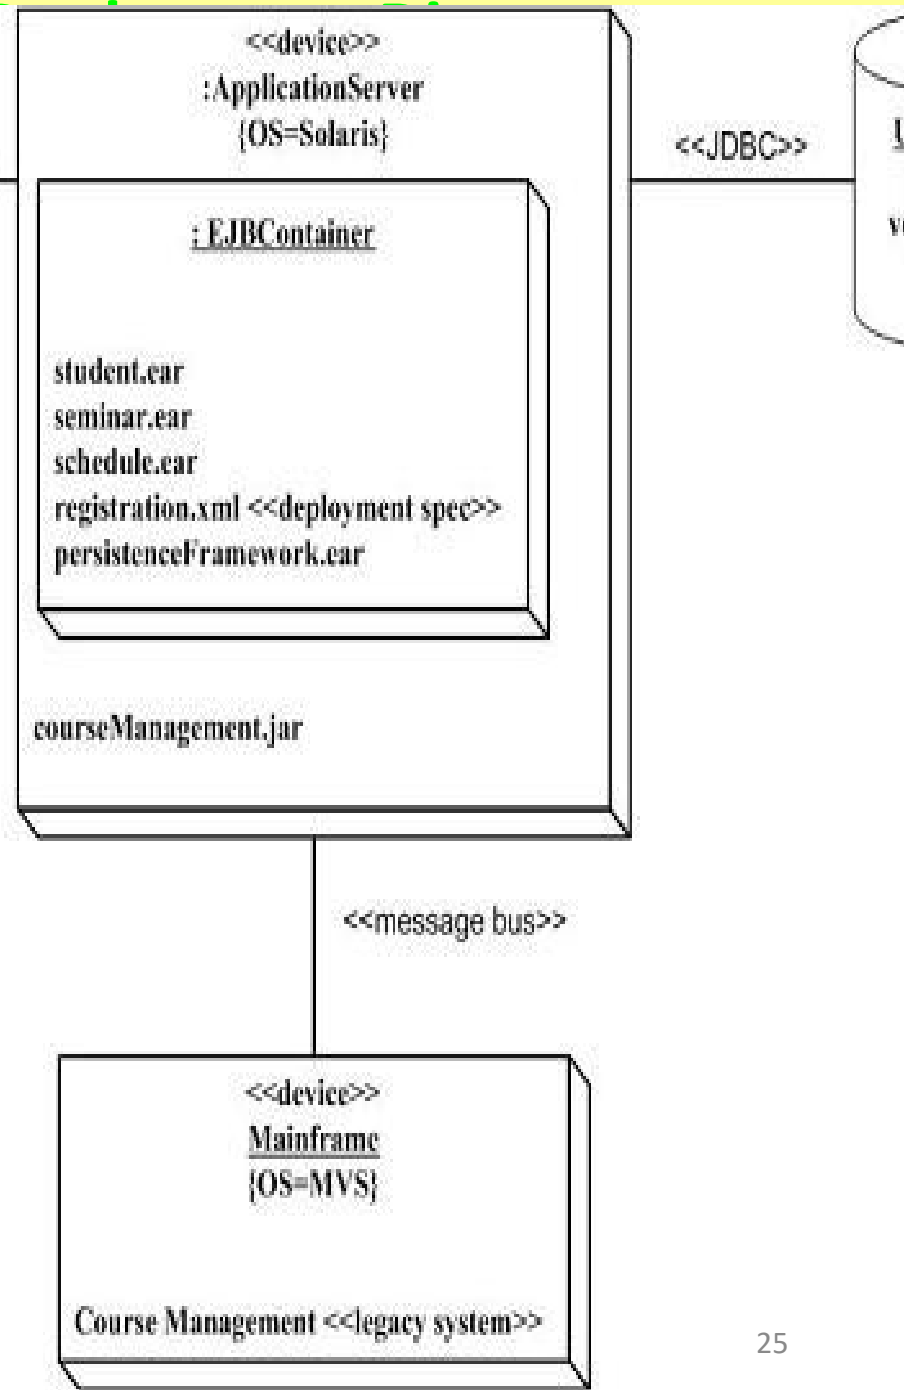 <<device>>
:ApplicationServer
{OS=Solaris}
<<JDBC>>
: EJBContainer
student.ear
seminar.ear
schedule.ear
registration.xml <<deployment spec>>
persistenceFramework.ear
courseManagement.jar
<<message bus>>
<<device>>
Mainframe
{OS=MVS}
Course Management <<legacy system>>
25